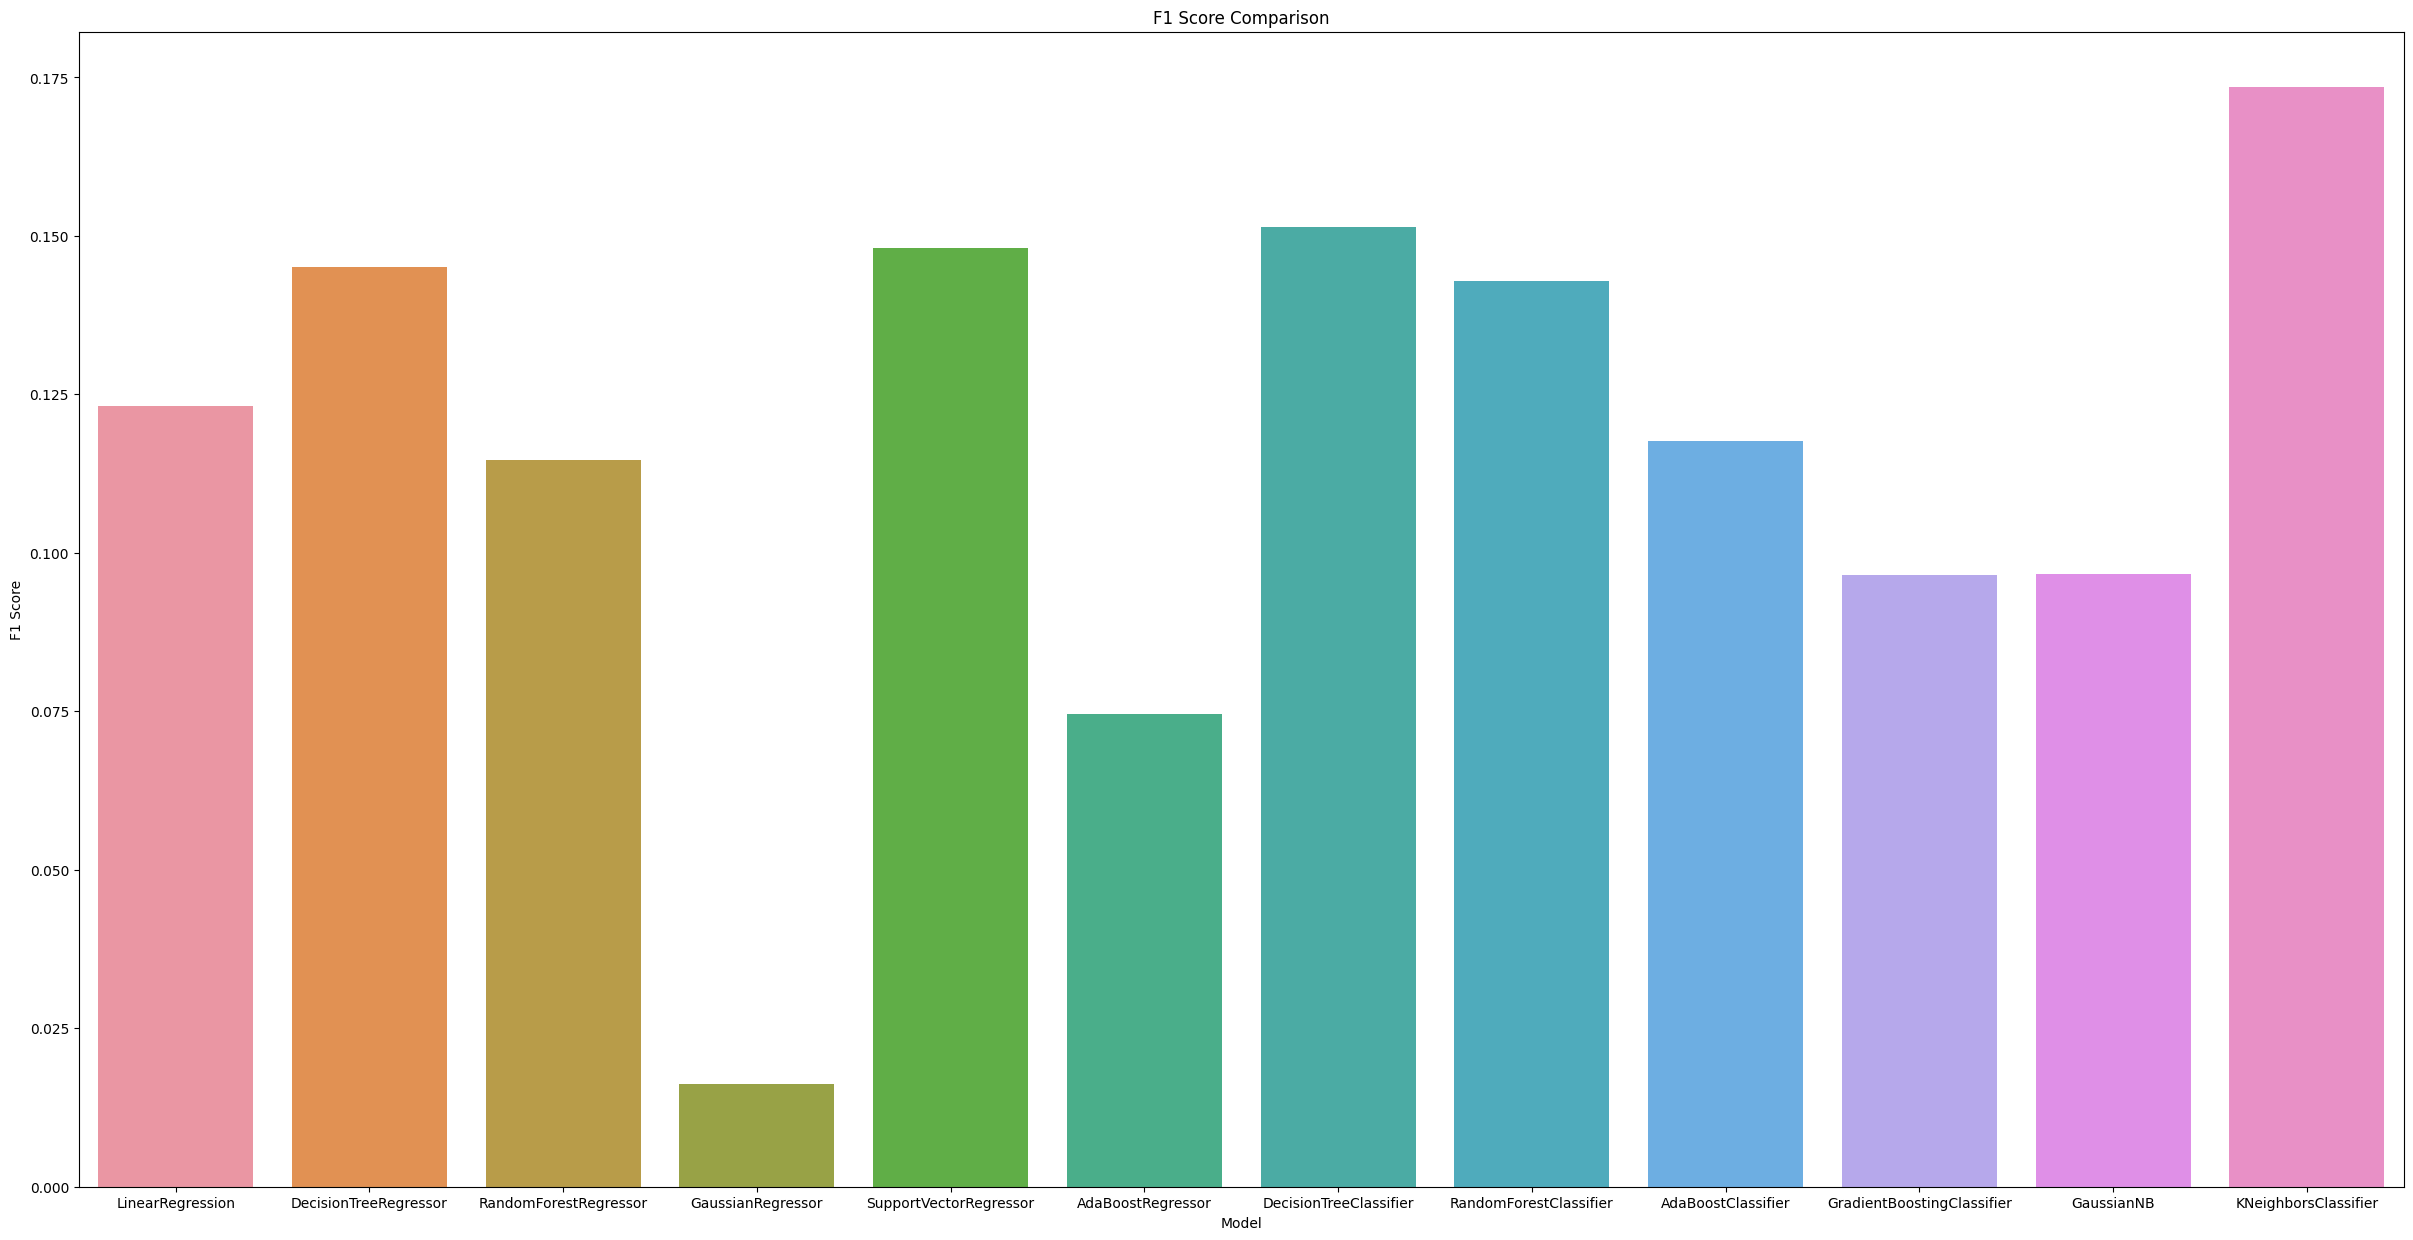 F1 Score Comparison
0.175
0.150
0.125
0.100
0.075
0.050
0.025
0.000
F1 Score
LinearRegression DecisionTreeRegressor RandomForestRegressor GaussianRegressor SupportVectorRegressor AdaBoostRegressor DecisionTreeClassifier RandomForestClassifier AdaBoostClassifier GradientBoostingClassifier GaussianNB KNeighborsClassifier
Model